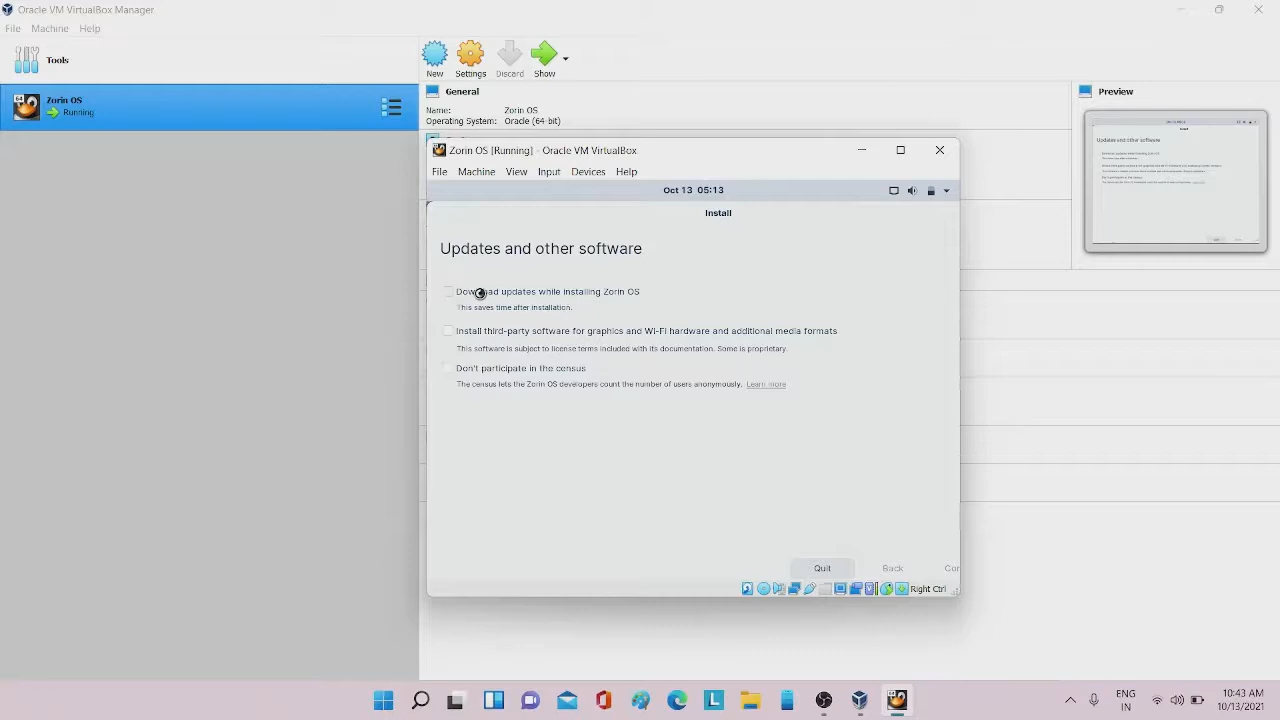 Oracle VM VirtualBox Manager
File Machine Help
Tools
New Settings Discard Show
64 Zorin OS
Running
General
Name: Zorin OS
Operating System: Oracle (64-bit)
Preview
Zorin OS [Running] - Oracle VM VirtualBox
View Input Devices Help
Oct 13 05:13
Install
Updates and other software
Download updates while installing Zorin OS
This saves time after installation.
Install third-party software for graphics and Wi-Fi hardware and additional media formats
This software is subject to license terms included with its documentation. Some is proprietary.
Don't participate in the census
The census lets the Zorin OS developers count the number of users anonymously. Learn more
Quit Back Cor
Right Ctrl
ENG
IN
10:43 AM
10/13/2021